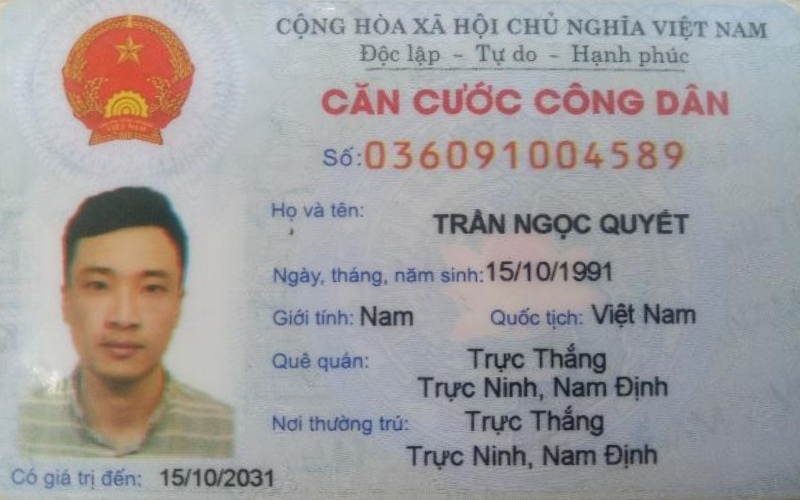 CỘNG HÒA XÃ HỘI CHỦ NGHĨA VIỆT NAM
Độc lập - Tự do - Hạnh phúc
CĂN CƯỚC CÔNG DÂN
Số: 036091004589
Họ và tên: TRẦN NGỌC QUYẾT
Ngày, tháng, năm sinh: 15/10/1991
Giới tính: Nam Quốc tịch: Việt Nam
Quê quán: Trực Thắng
Trực Ninh, Nam Định
Nơi thường trú: Trực Thắng
Trực Ninh, Nam Định
Có giá trị đến: 15/10/2031